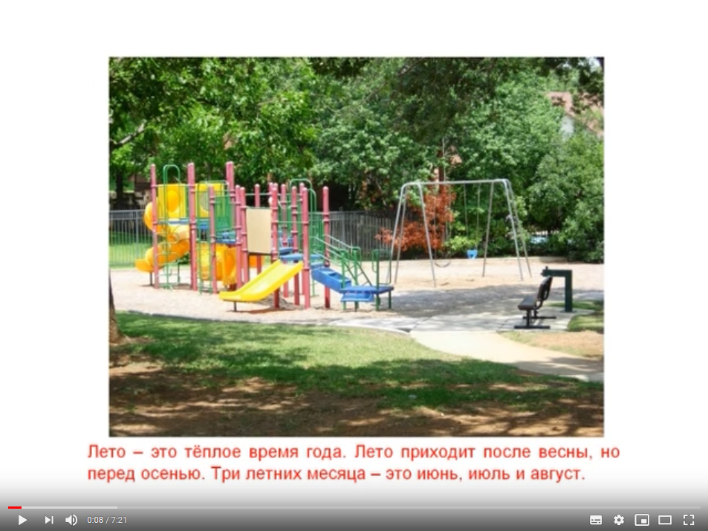 Лето – это тёплое время года. Лето приходит после весны, но
перед осенью. Три летних месяца – это июнь, июль и август.
0:08 / 7:21